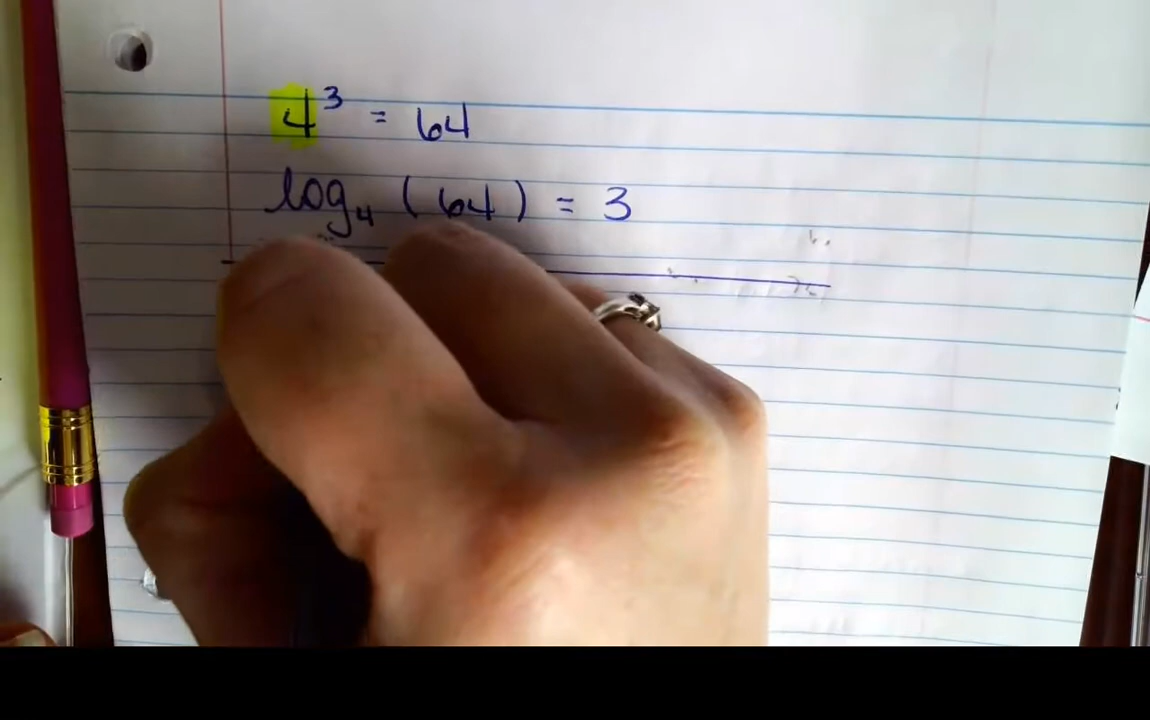 4³ = 64
log₄ (64) = 3